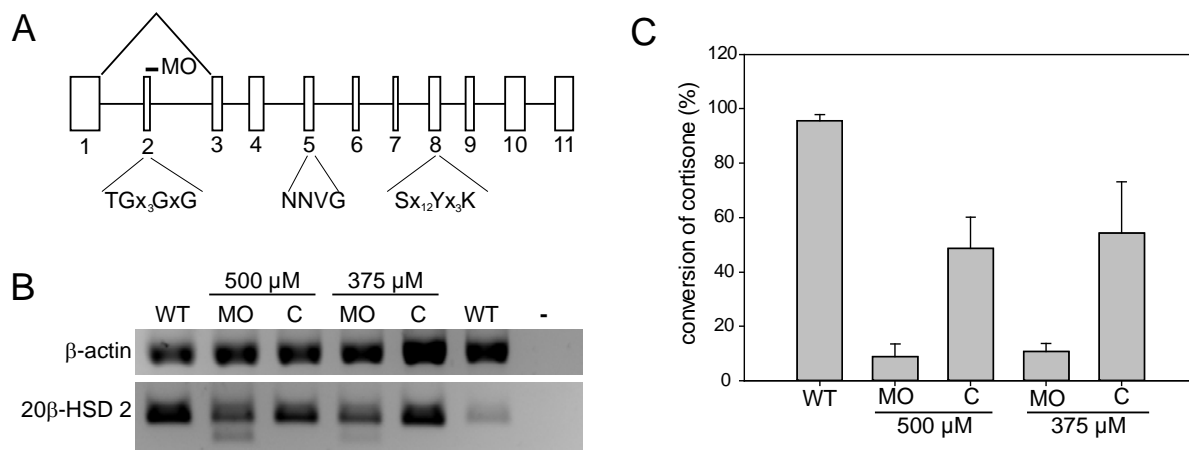 A
MO
1 2 3 4 5 6 7 8 9 10 11
TGx₃GxG NNVG Sx₁₂Yx₃K
B
500 µM 375 µM
WT MO C MO C WT -
β-actin
20β-HSD 2
C
conversion of cortisone (%)
120
100
80
60
40
20
0
WT MO C MO C
500 µM 375 µM